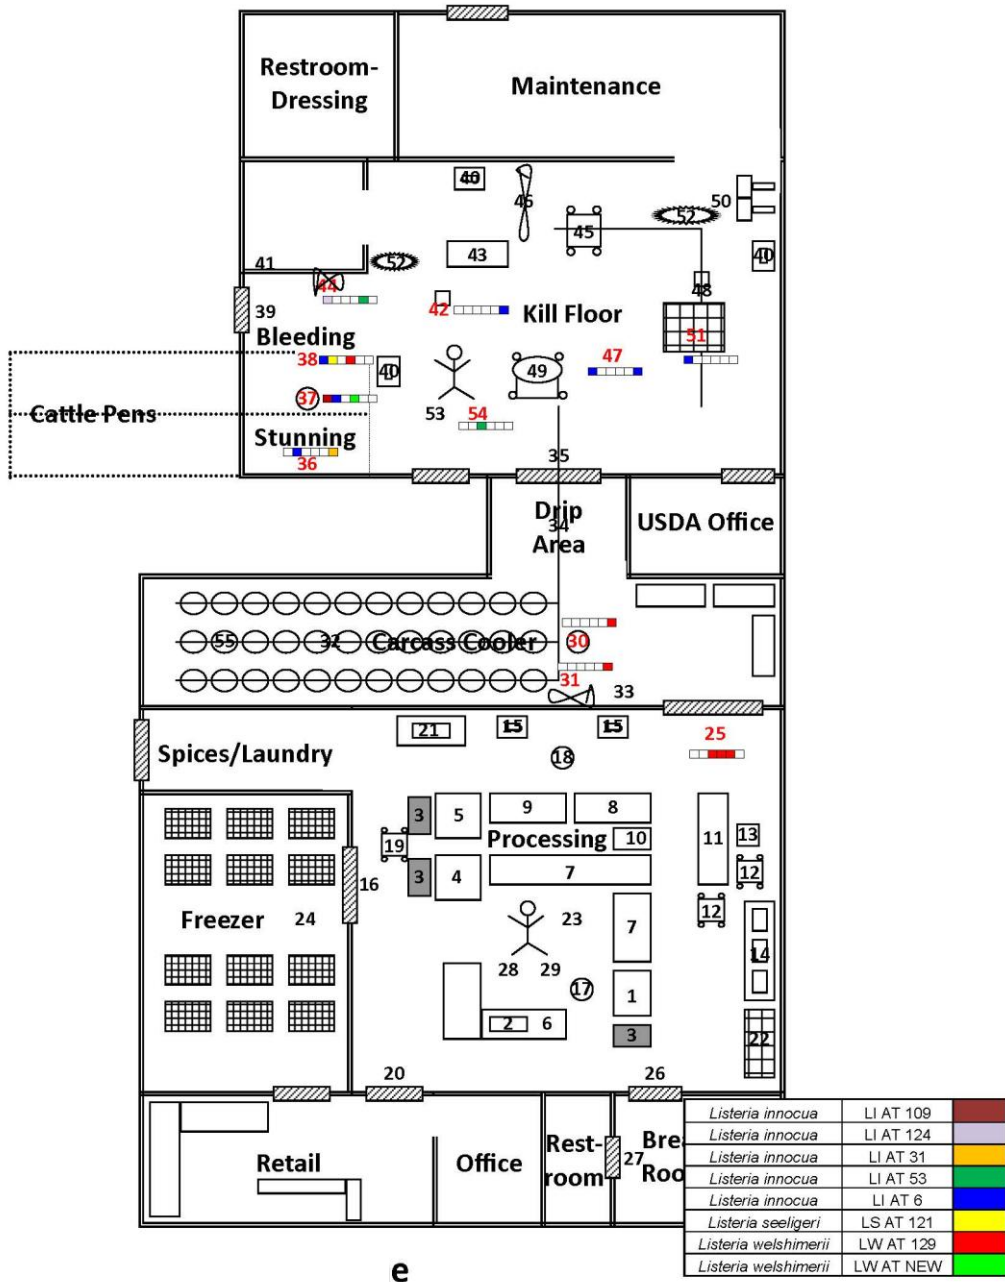 Restroom-
Dressing
Maintenance
40
46
45
50
52
40
43
52
41
44
48
39
42
Kill Floor
51
Bleeding
38
40
49
47
37
53
54
Cattle Pens
Stunning
36
35
Drip
Area
34
USDA Office
55
32
Carcass Cooler
30
31
33
21
15
15
25
Spices/Laundry
18
3
5
9
8
11
13
19
Processing
10
16
3
4
7
12
12
Freezer
24
23
7
14
28
29
17
1
2
6
3
22
20
26
Retail
Office
Rest-
room
27
Brea
Roo
Listeria innocua LI AT 109
Listeria innocua LI AT 124
Listeria innocua LI AT 31
Listeria innocua LI AT 53
Listeria innocua LI AT 6
Listeria seeligeri LS AT 121
Listeria welshimerii LW AT 129
Listeria welshimerii LW AT NEW
e